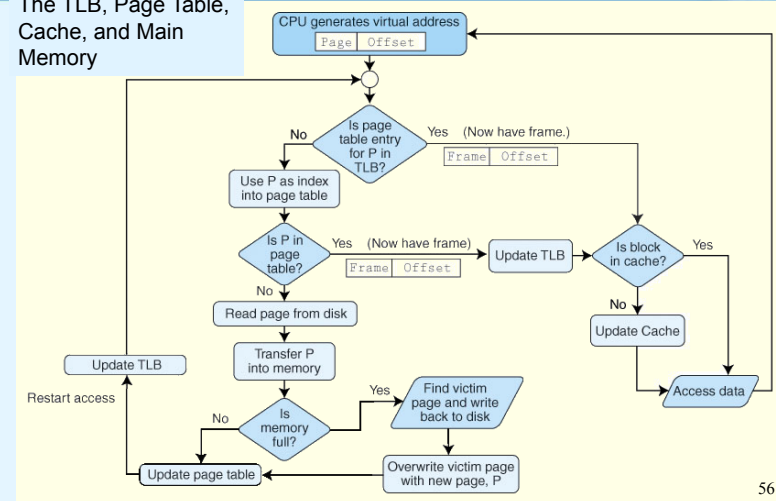 The TLB, Page Table,
Cache, and Main
Memory
CPU generates virtual address
Page Offset
Is page
table entry
for P in
TLB?
No
Yes (Now have frame.)
Frame Offset
Use P as index
into page table
Is P in
page
table?
Yes (Now have frame)
Frame Offset
Update TLB
Is block
in cache?
Yes
No
No
Read page from disk
Update Cache
Transfer P
into memory
Update TLB
Access data
Restart access
Is
memory
full?
No
Yes
Find victim
page and write
back to disk
Update page table
Overwrite victim page
with new page, P
56